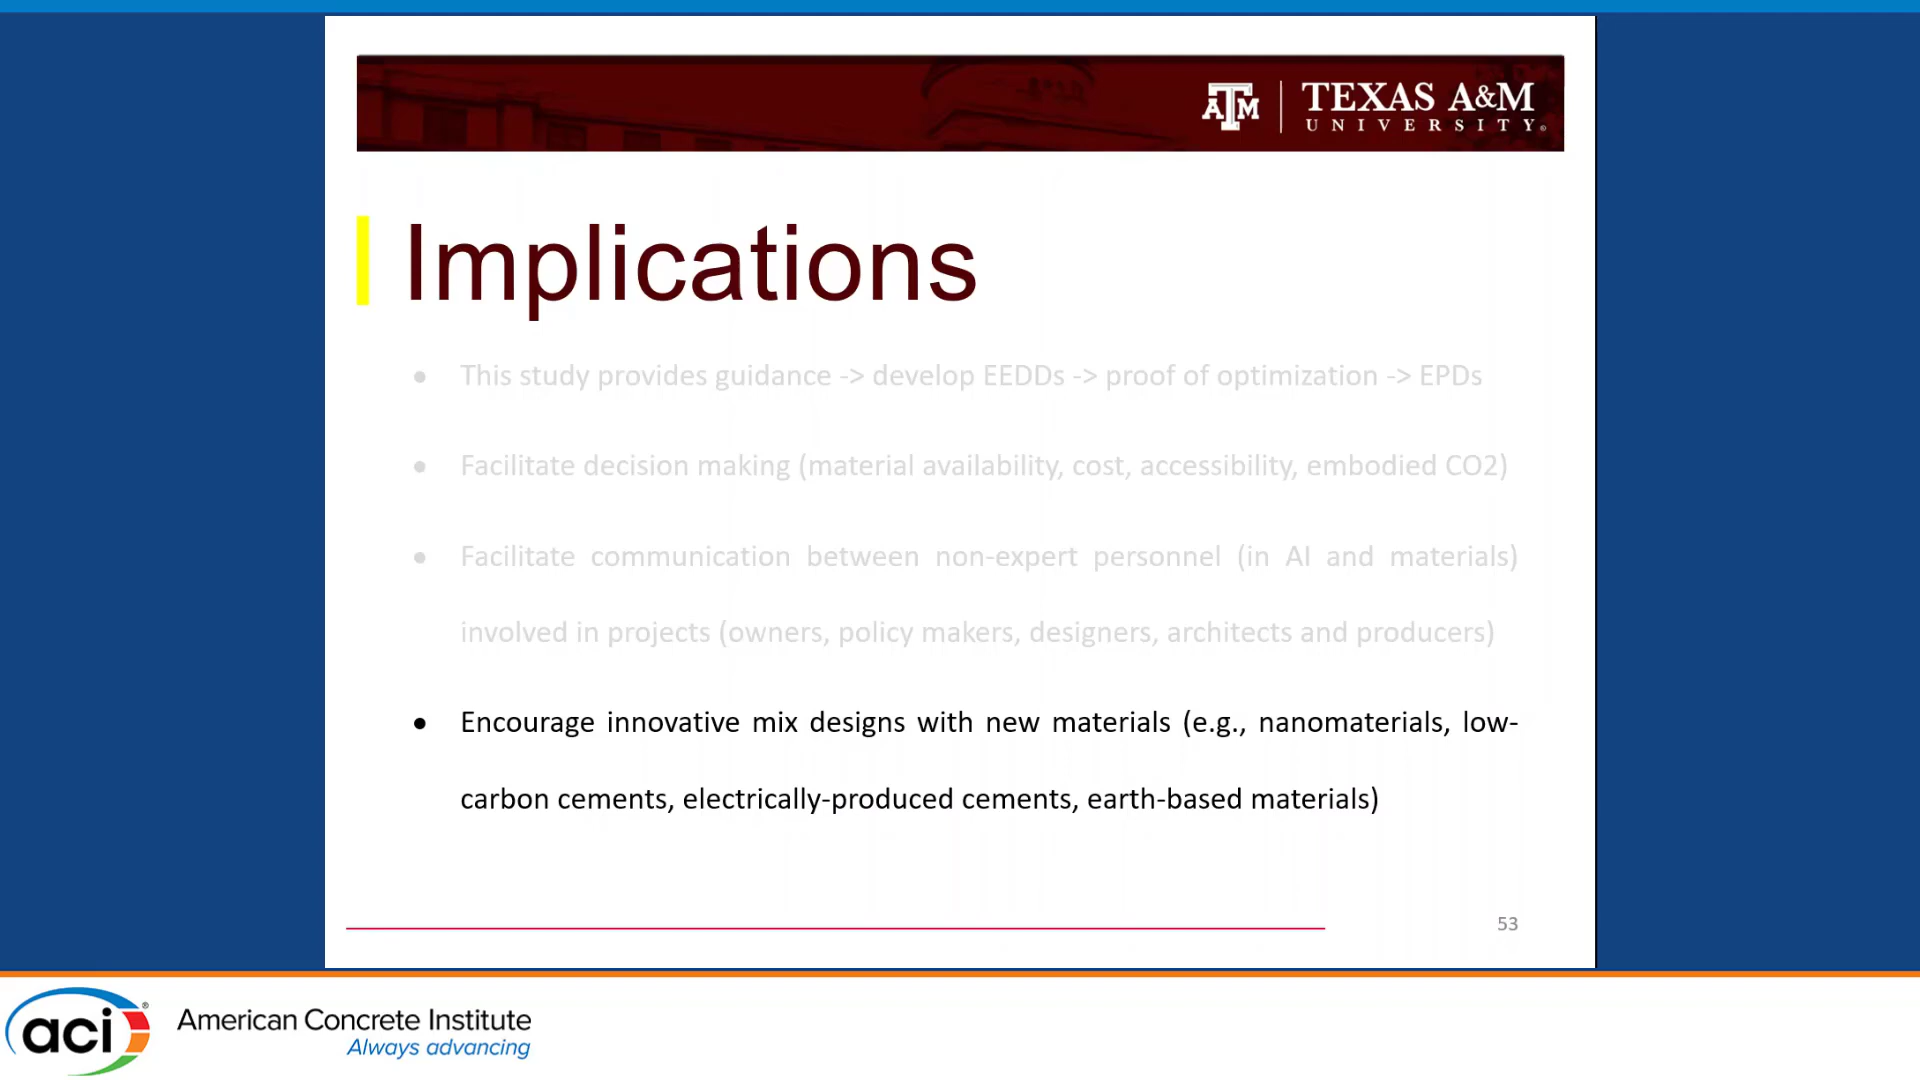 TEXAS A&M
UNIVERSITY®
Implications
● This study provides guidance -> develop EEDDs -> proof of optimization -> EPDs
● Facilitate decision making (material availability, cost, accessibility, embodied CO2)
● Facilitate communication between non-expert personnel (in AI and materials)
involved in projects (owners, policy makers, designers, architects and producers)
● Encourage innovative mix designs with new materials (e.g., nanomaterials, low-
carbon cements, electrically-produced cements, earth-based materials)
53
aci®
American Concrete Institute
Always advancing